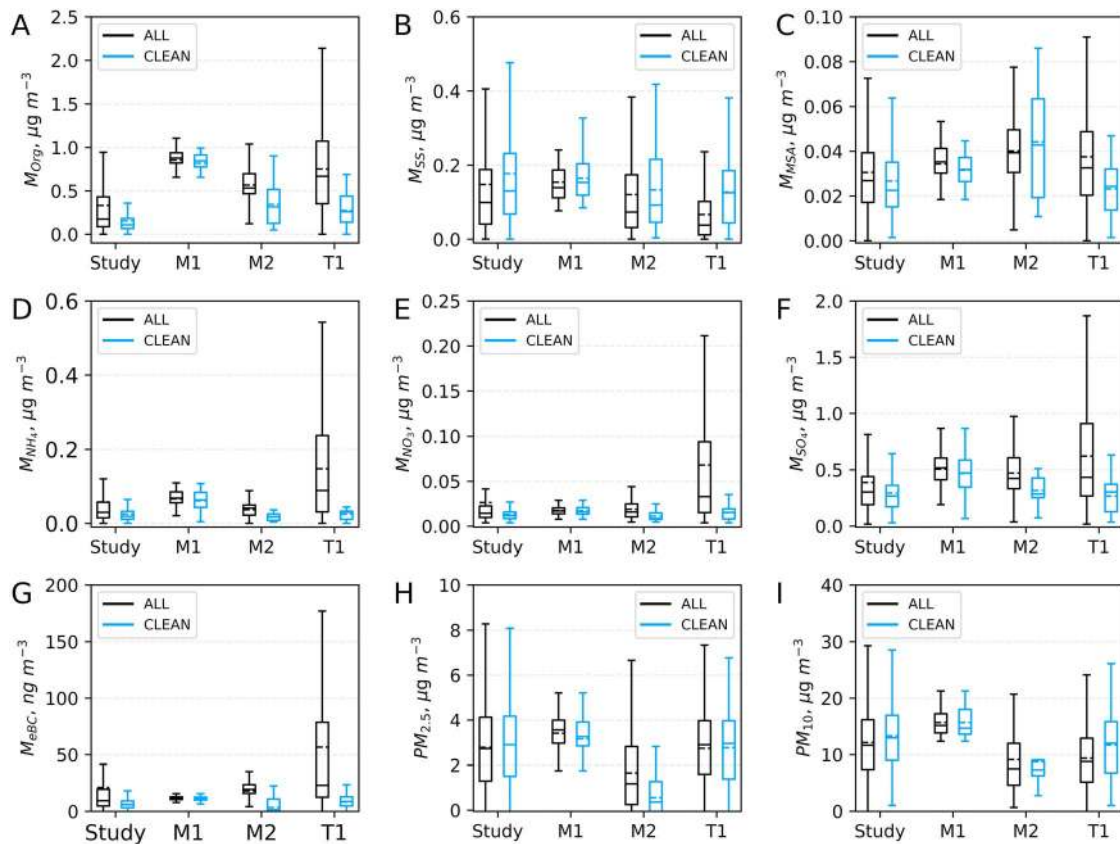 A
M_Org, μg m⁻³
2.5
2.0
1.5
1.0
0.5
0.0
ALL
CLEAN
Study M1 M2 T1
B
M_SS, μg m⁻³
0.6
0.4
0.2
0.0
ALL
CLEAN
Study M1 M2 T1
C
M_MSA, μg m⁻³
0.10
0.08
0.06
0.04
0.02
0.00
ALL
CLEAN
Study M1 M2 T1
D
M_NH₄, μg m⁻³
0.6
0.4
0.2
0.0
ALL
CLEAN
Study M1 M2 T1
E
M_NO₃, μg m⁻³
0.25
0.20
0.15
0.10
0.05
0.00
ALL
CLEAN
Study M1 M2 T1
F
M_SO₄, μg m⁻³
2.0
1.5
1.0
0.5
0.0
ALL
CLEAN
Study M1 M2 T1
G
M_eBC, ng m⁻³
200
150
100
50
0
ALL
CLEAN
Study M1 M2 T1
H
PM₂.₅, μg m⁻³
10
8
6
4
2
0
ALL
CLEAN
Study M1 M2 T1
I
PM₁₀, μg m⁻³
40
30
20
10
0
ALL
CLEAN
Study M1 M2 T1